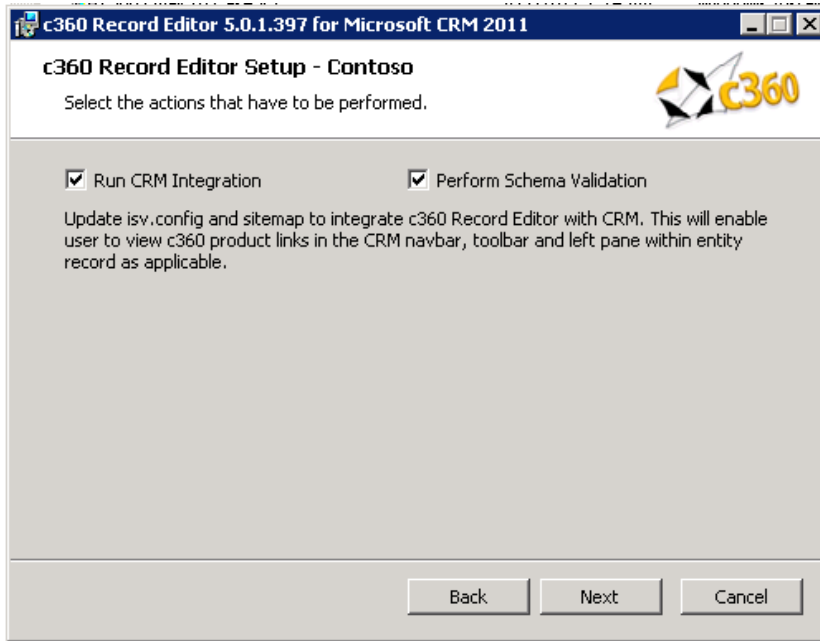 c360 Record Editor 5.0.1.397 for Microsoft CRM 2011
c360 Record Editor Setup - Contoso
Select the actions that have to be performed.
c360
Run CRM Integration
Perform Schema Validation
Update isv.config and sitemap to integrate c360 Record Editor with CRM. This will enable
user to view c360 product links in the CRM navbar, toolbar and left pane within entity
record as applicable.
Back
Next
Cancel